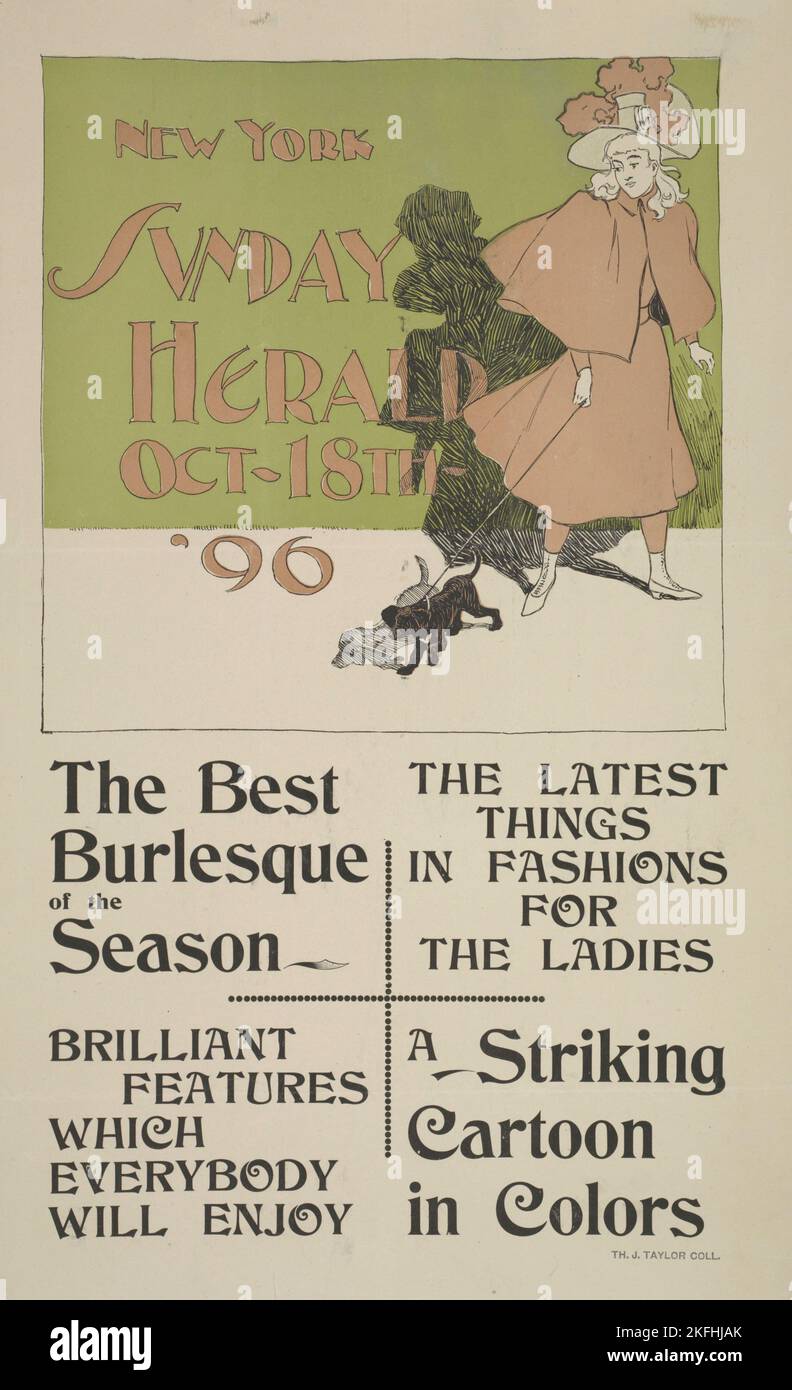 NEW YORK
SUNDAY
HERALD
OCT-18TH-
'96
The Best
Burlesque
of the
Season
THE LATEST
THINGS
IN FASHIONS
FOR
THE LADIES
BRILLIANT
FEATURES
WHICH
EVERYBODY
WILL ENJOY
A Striking
Cartoon
in Colors
TH. J. TAYLOR COLL.
a
a
a
a
a
a
a
alamy
alamy
alamy
Image ID: 2KFHJAK
www.alamy.com